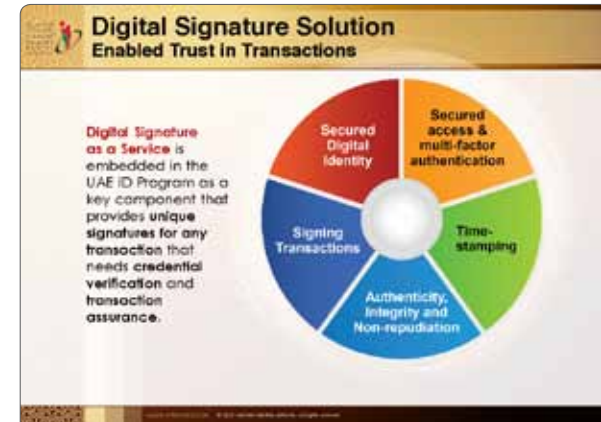 Digital Signature Solution
Enabled Trust in Transactions
Digital Signature
as a Service is
embedded in the
UAE ID Program as a
key component that
provides unique
signatures for any
transaction that
needs credential
verification and
transaction
assurance.
Secured
Digital
Identity
Secured
access &
multi-factor
authentication
Time-
stamping
Authenticity,
Integrity and
Non-repudiation
Signing
Transactions